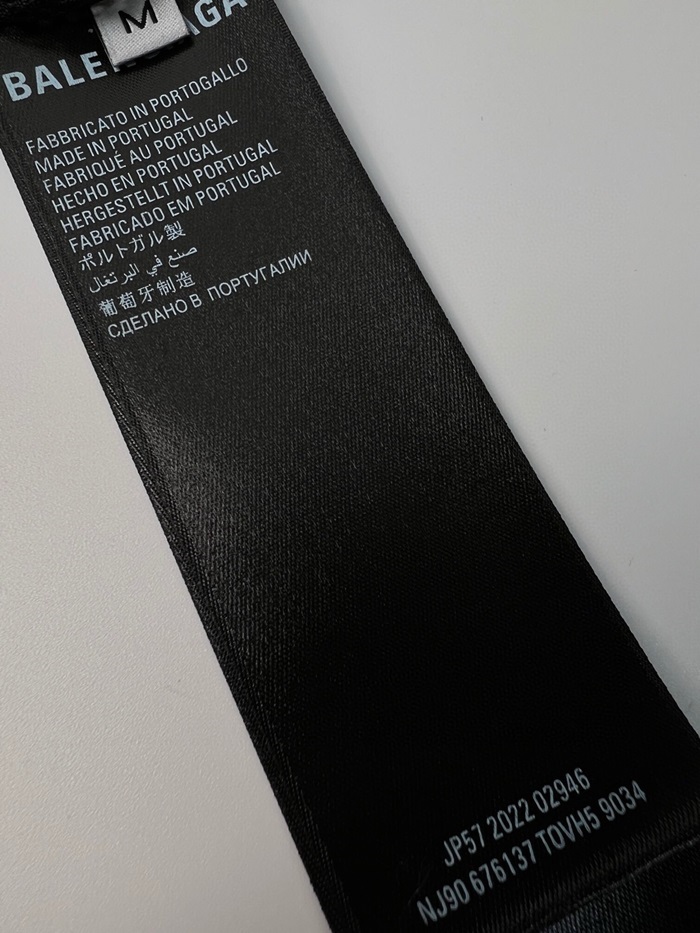 M
FABBRICATO IN PORTOGALLO
MADE IN PORTUGAL
FABRIQUÉ AU PORTUGAL
HECHO EN PORTUGAL
HERGESTELLT IN PORTUGAL
FABRICADO EM PORTUGAL
ポルトガル製
صنع في البرتغال
葡萄牙制造
СДЕЛАНО В ПОРТУГАЛИИ
JP57 2022 02946
NJ90 676137 TOVH5 9034